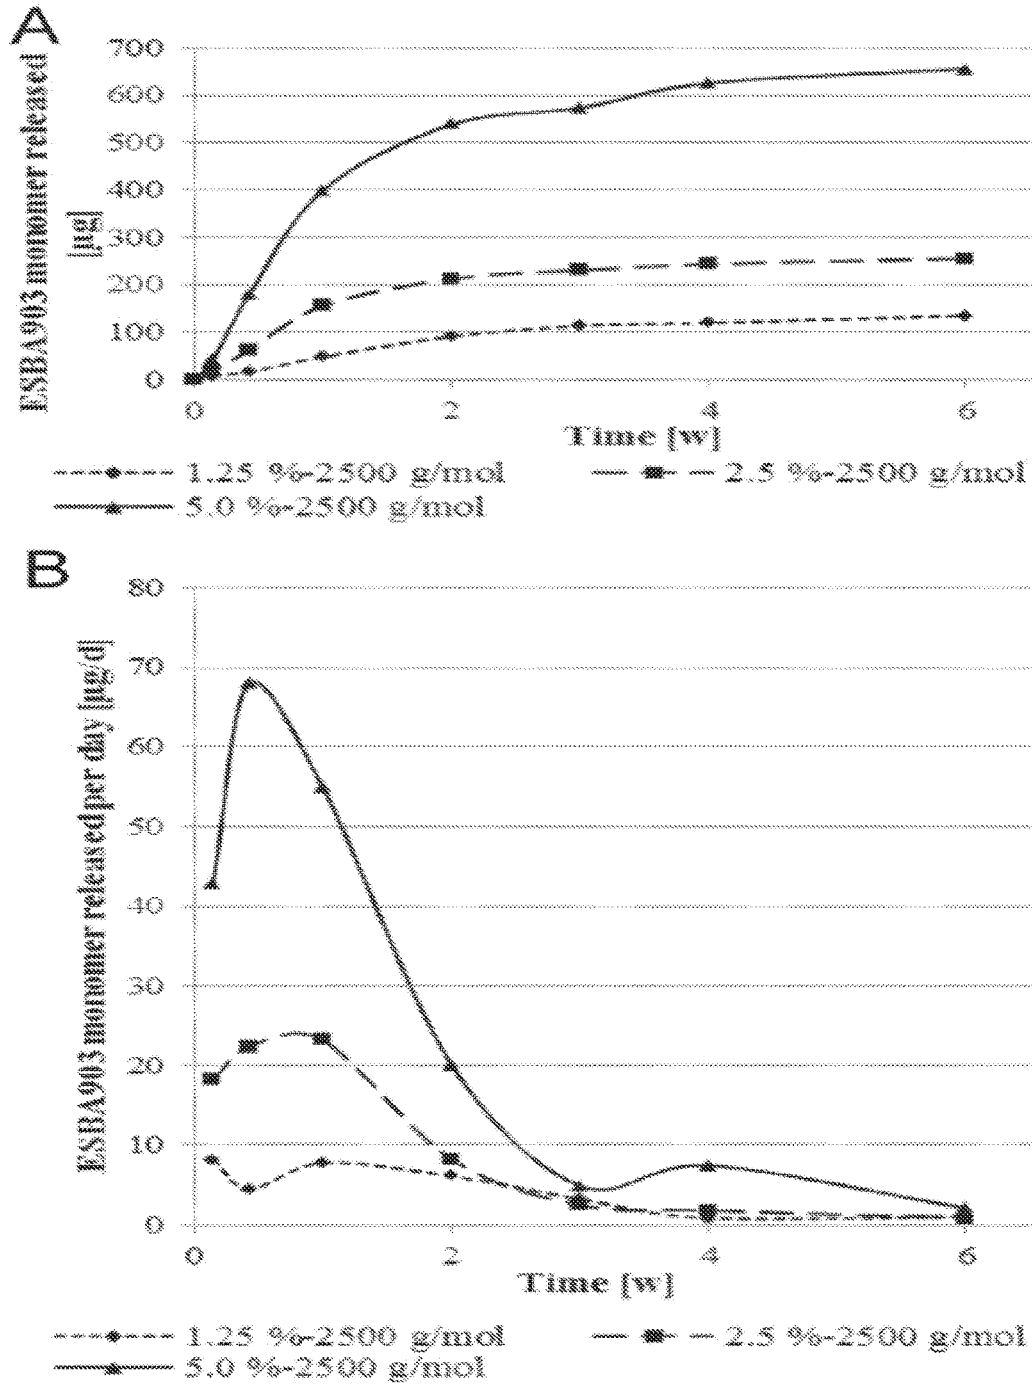 A
ESBA903 monomer released
[µg]
700
600
500
400
300
200
100
0
0 2 4 6
Time [w]
1.25 %-2500 g/mol 2.5 %-2500 g/mol
5.0 %-2500 g/mol
B
ESBA903 monomer released per day [µg/d]
80
70
60
50
40
30
20
10
0
0 2 4 6
Time [w]
1.25 %-2500 g/mol 2.5 %-2500 g/mol
5.0 %-2500 g/mol